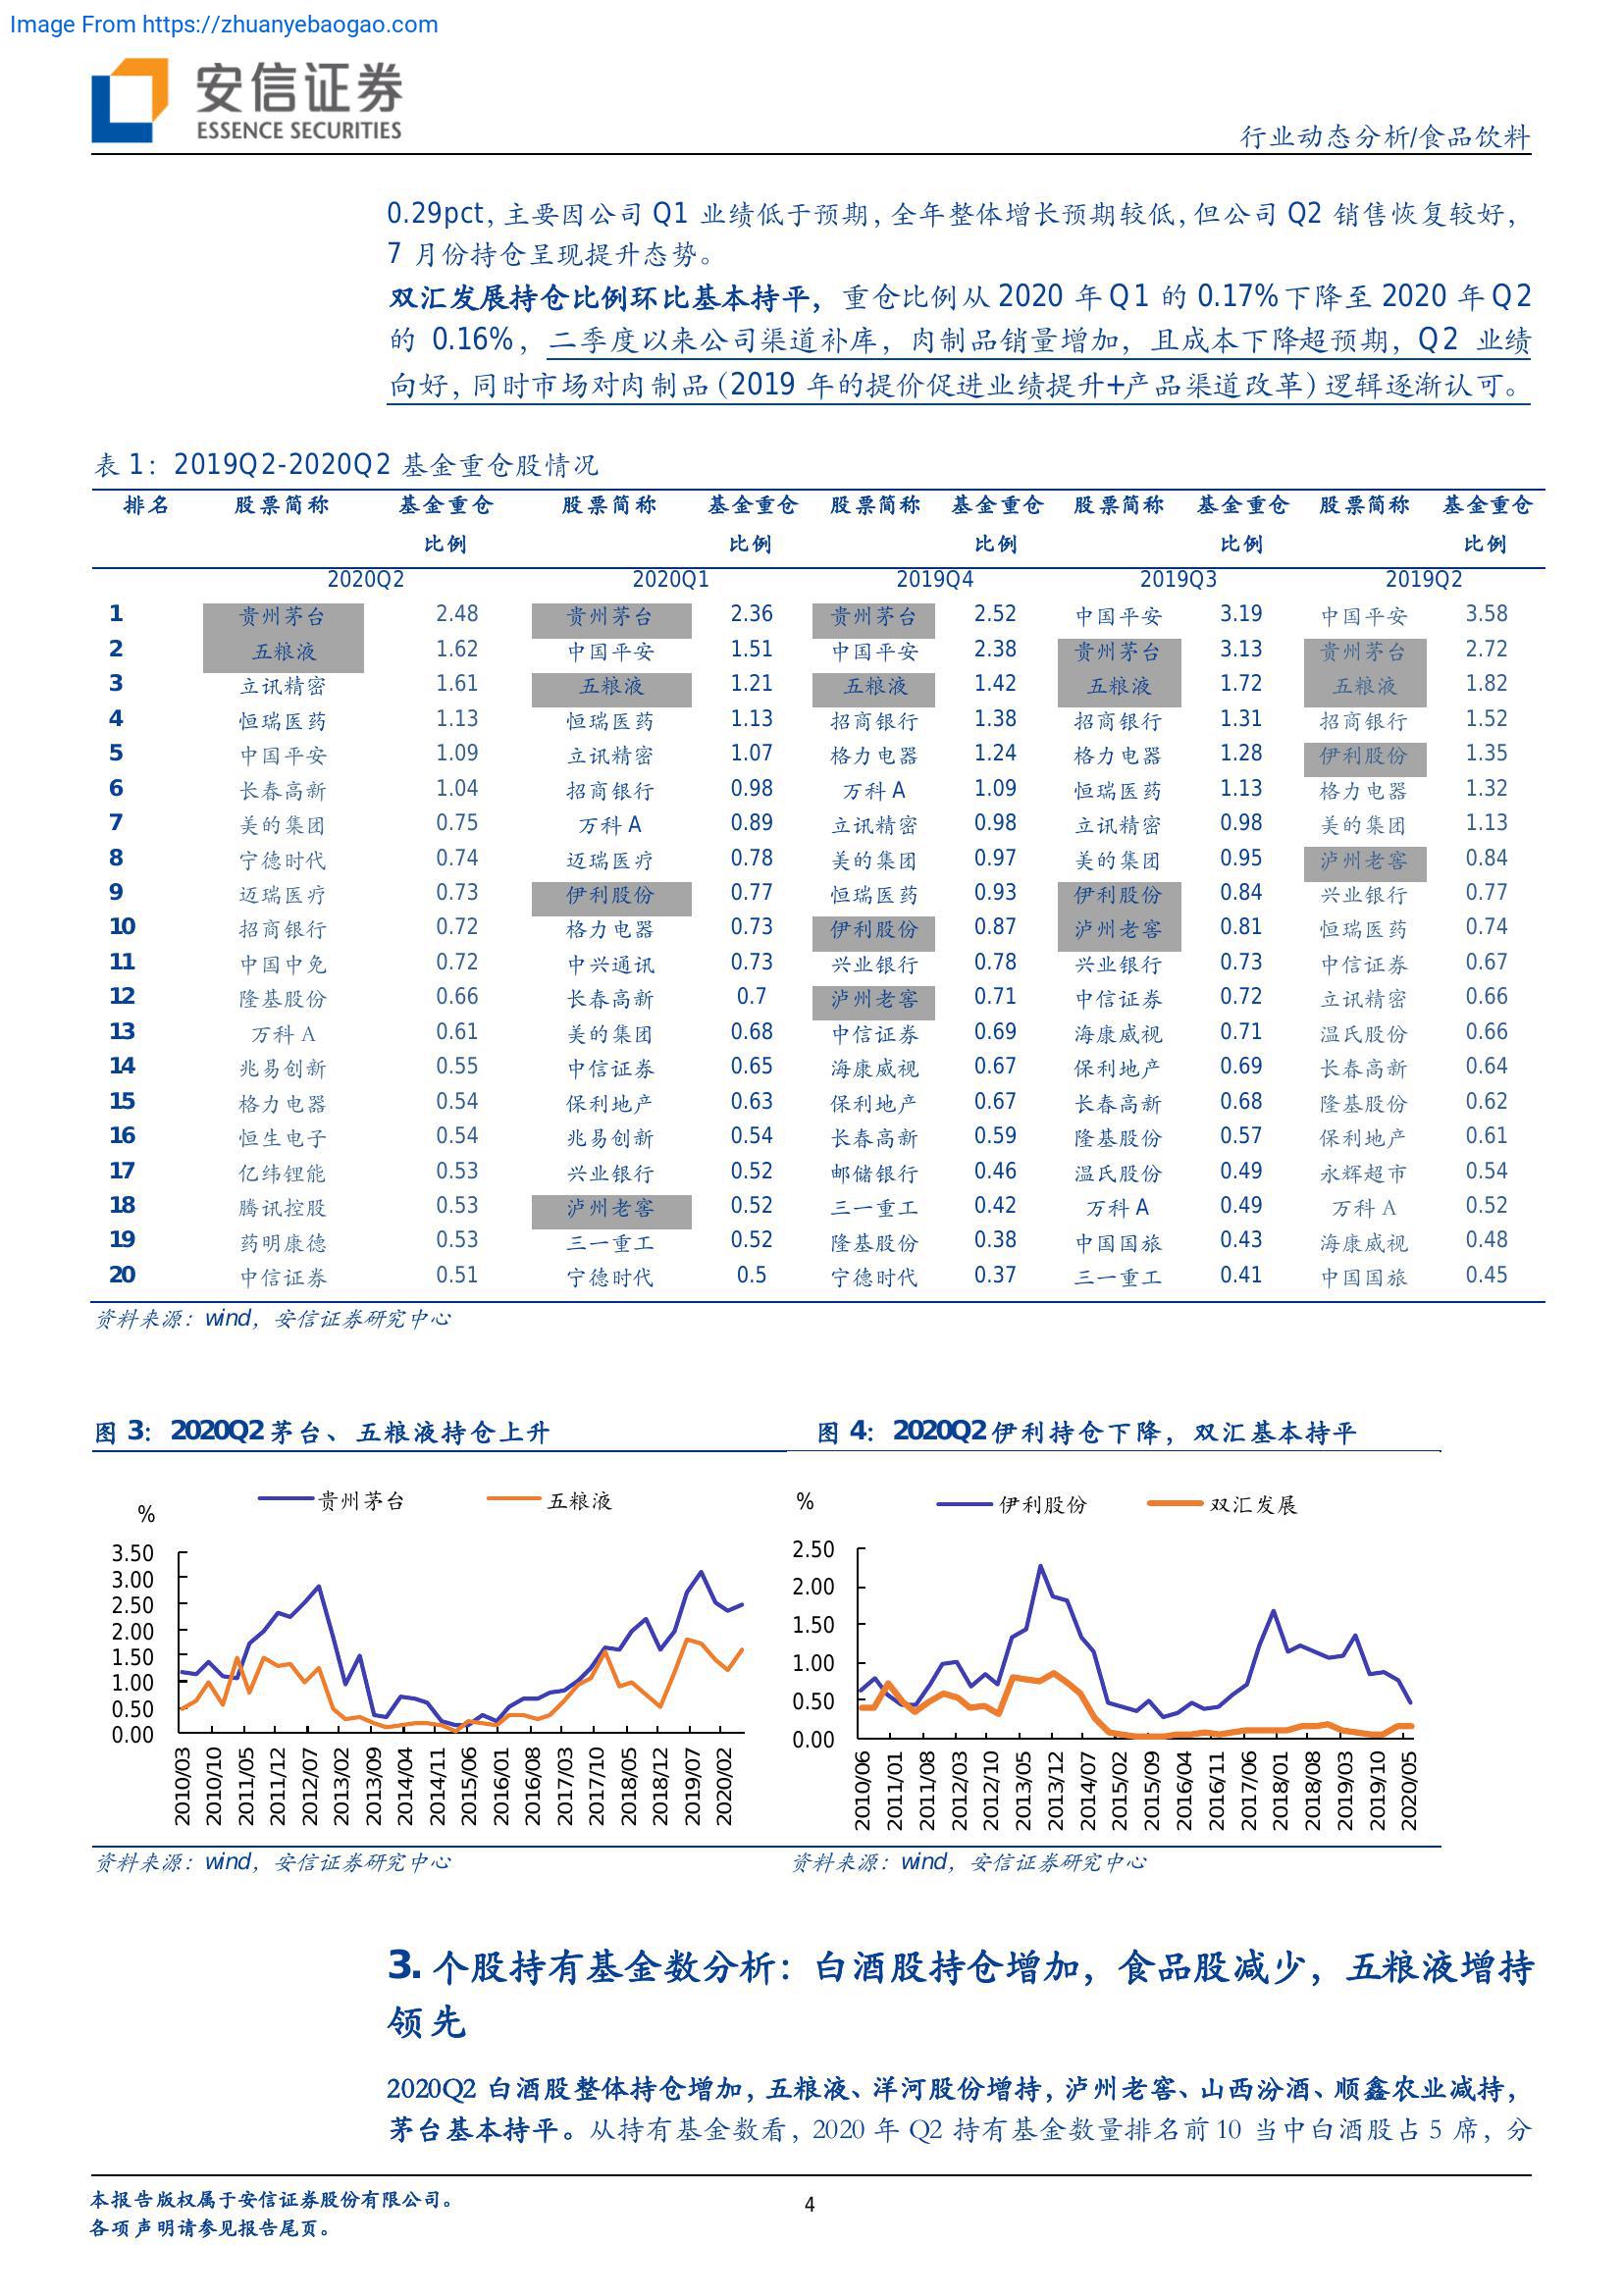 Image From https://zhuanyebaogao.com
安信证券
ESSENCE SECURITIES
行业动态分析/食品饮料
0.29pct，主要因公司 Q1 业绩低于预期，全年整体增长预期较低，但公司 Q2 销售恢复较好，
7 月份持仓呈现提升态势。
双汇发展持仓比例环比基本持平，重仓比例从 2020 年 Q1 的 0.17%下降至 2020 年 Q2
的 0.16%，二季度以来公司渠道补库，肉制品销量增加，且成本下降超预期，Q2 业绩
向好，同时市场对肉制品（2019 年的提价促进业绩提升+产品渠道改革）逻辑逐渐认可。
表 1：2019Q2-2020Q2 基金重仓股情况
排名 股票简称 基金重仓 股票简称 基金重仓 股票简称 基金重仓 股票简称 基金重仓 股票简称 基金重仓
比例 比例 比例 比例 比例
2020Q2 2020Q1 2019Q4 2019Q3 2019Q2
1 贵州茅台 2.48 贵州茅台 2.36 贵州茅台 2.52 中国平安 3.19 中国平安 3.58
2 五粮液 1.62 中国平安 1.51 中国平安 2.38 贵州茅台 3.13 贵州茅台 2.72
3 立讯精密 1.61 五粮液 1.21 五粮液 1.42 五粮液 1.72 五粮液 1.82
4 恒瑞医药 1.13 恒瑞医药 1.13 招商银行 1.38 招商银行 1.31 招商银行 1.52
5 中国平安 1.09 立讯精密 1.07 格力电器 1.24 格力电器 1.28 伊利股份 1.35
6 长春高新 1.04 招商银行 0.98 万科 A 1.09 恒瑞医药 1.13 格力电器 1.32
7 美的集团 0.75 万科 A 0.89 立讯精密 0.98 立讯精密 0.98 美的集团 1.13
8 宁德时代 0.74 迈瑞医疗 0.78 美的集团 0.97 美的集团 0.95 泸州老窖 0.84
9 迈瑞医疗 0.73 伊利股份 0.77 恒瑞医药 0.93 伊利股份 0.84 兴业银行 0.77
10 招商银行 0.72 格力电器 0.73 伊利股份 0.87 泸州老窖 0.81 恒瑞医药 0.74
11 中国中免 0.72 中兴通讯 0.73 兴业银行 0.78 兴业银行 0.73 中信证券 0.67
12 隆基股份 0.66 长春高新 0.7 泸州老窖 0.71 中信证券 0.72 立讯精密 0.66
13 万科 A 0.61 美的集团 0.68 中信证券 0.69 海康威视 0.71 温氏股份 0.66
14 兆易创新 0.55 中信证券 0.65 海康威视 0.67 保利地产 0.69 长春高新 0.64
15 格力电器 0.54 保利地产 0.63 保利地产 0.67 长春高新 0.68 隆基股份 0.62
16 恒生电子 0.54 兆易创新 0.54 长春高新 0.59 隆基股份 0.57 保利地产 0.61
17 亿纬锂能 0.53 兴业银行 0.52 邮储银行 0.46 温氏股份 0.49 永辉超市 0.54
18 腾讯控股 0.53 泸州老窖 0.52 三一重工 0.42 万科 A 0.49 万科 A 0.52
19 药明康德 0.53 三一重工 0.52 隆基股份 0.38 中国国旅 0.43 海康威视 0.48
20 中信证券 0.51 宁德时代 0.5 宁德时代 0.37 三一重工 0.41 中国国旅 0.45
资料来源：wind，安信证券研究中心
图 3：2020Q2 茅台、五粮液持仓上升
% 贵州茅台 五粮液
3.50
3.00
2.50
2.00
1.50
1.00
0.50
0.00
2010/03 2010/10 2011/05 2011/12 2012/07 2013/02 2013/09 2014/04 2014/11 2015/06 2016/01 2016/08 2017/03 2017/10 2018/05 2018/12 2019/07 2020/02
资料来源：wind，安信证券研究中心
图 4：2020Q2 伊利持仓下降，双汇基本持平
% 伊利股份 双汇发展
2.50
2.00
1.50
1.00
0.50
0.00
2010/06 2011/01 2011/08 2012/03 2012/10 2013/05 2013/12 2014/07 2015/02 2015/09 2016/04 2016/11 2017/06 2018/01 2018/08 2019/03 2019/10 2020/05
资料来源：wind，安信证券研究中心
3. 个股持有基金数分析：白酒股持仓增加，食品股减少，五粮液增持
领先
2020Q2 白酒股整体持仓增加，五粮液、洋河股份增持，泸州老窖、山西汾酒、顺鑫农业减持，
茅台基本持平。从持有基金数看，2020 年 Q2 持有基金数量排名前 10 当中白酒股占 5 席，分
本报告版权属于安信证券股份有限公司。
各项声明请参见报告尾页。
4